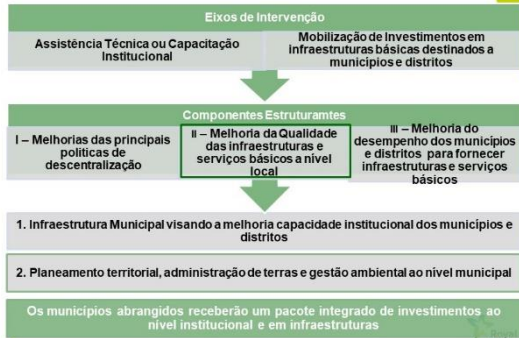 Eixos de Intervenção
Assistência Técnica ou Capacitação
Institucional
Mobilização de Investimentos em
infraestruturas básicas destinados a
municípios e distritos
Componentes Estruturamtes
I – Melhorias das principais
politicas de
descentralização
II – Melhoria da Qualidade
das infraestruturas e
serviços básicos a nível
local
III – Melhoria do
desempenho dos municípios
e distritos para fornecer
infraestruturas e serviços
básicos
1. Infraestrutura Municipal visando a melhoria capacidade institucional dos municípios e
distritos
2. Planeamento territorial, administração de terras e gestão ambiental ao nível municipal
Os municípios abrangidos receberão um pacote integrado de investimentos ao
nível institucional e em infraestruturas
Royal